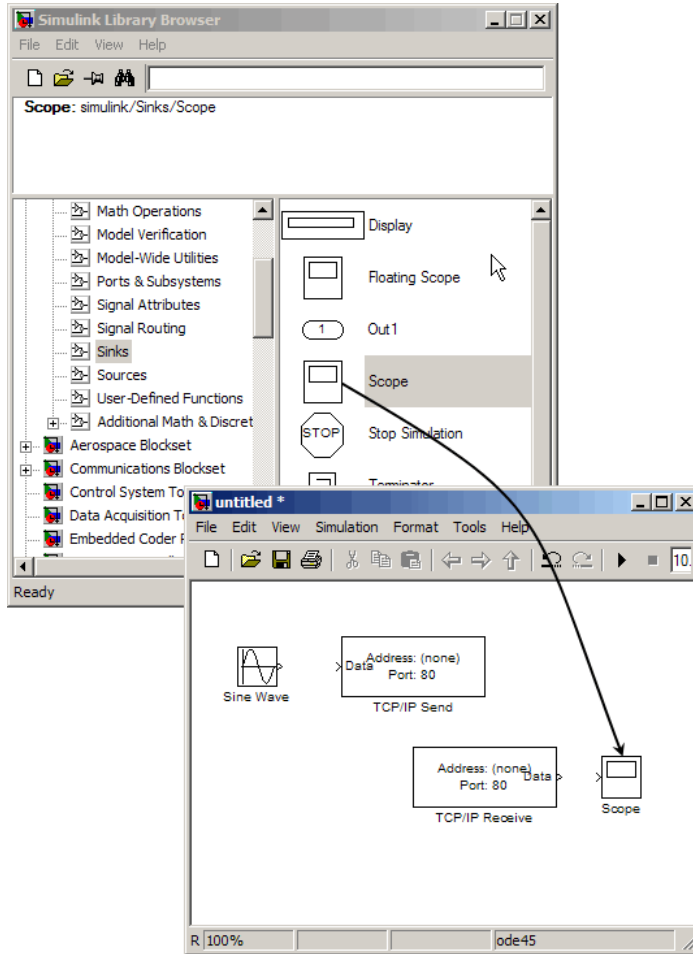 Simulink Library Browser
File Edit View Help
Scope: simulink/Sinks/Scope
Math Operations
Model Verification
Model-Wide Utilities
Ports & Subsystems
Signal Attributes
Signal Routing
Sinks
Sources
User-Defined Functions
Additional Math & Discret
Aerospace Blockset
Communications Blockset
Control System To
Data Acquisition T
Embedded Coder
Ready
Display
Floating Scope
1 Out1
Scope
STOP Stop Simulation
Terminator
untitled *
File Edit View Simulation Format Tools Help
10.
Sine Wave
Data
Address: (none)
Port: 80
TCP/IP Send
Address: (none)
Port: 80
Data
TCP/IP Receive
Scope
R 100% ode45